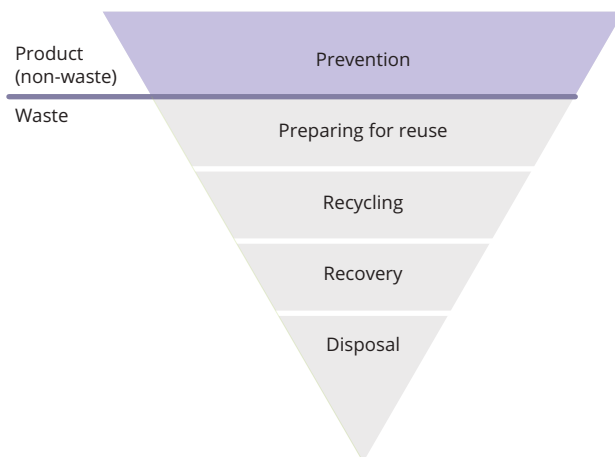 Product
(non-waste)
Prevention
Waste
Preparing for reuse
Recycling
Recovery
Disposal